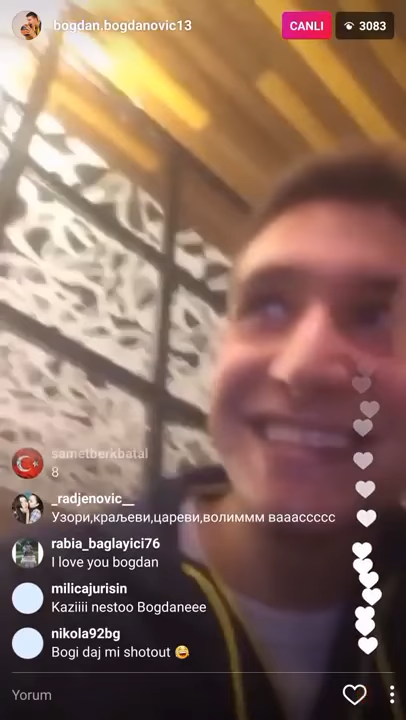 bogdan.bogdanovic13
CANLI
3083
sametberkbatal
8
_radjenovic__
Узори,краљеви,цареви,волиммм вааассссс
rabia_baglayici76
I love you bogdan
milicajurisin
Kaziiii nestoo Bogdaneee
nikola92bg
Bogi daj mi shotout 😂
Yorum